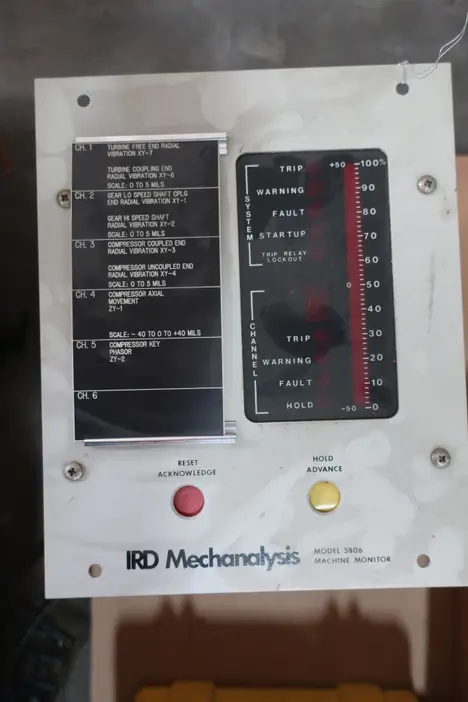 CH. 1 TURBINE FREE END RADIAL
VIBRATION XY-7
TURBINE COUPLING END
RADIAL VIBRATION XY-6
SCALE: 0 TO 5 MILS
CH. 2 GEAR LO SPEED SHAFT CPLG
END RADIAL VIBRATION XY-1
GEAR HI SPEED SHAFT
RADIAL VIBRATION XY-2
SCALE: 0 TO 5 MILS
CH. 3 COMPRESSOR COUPLED END
RADIAL VIBRATION XY-3
COMPRESSOR UNCOUPLED END
RADIAL VIBRATION XY-4
SCALE: 0 TO 5 MILS
CH. 4 COMPRESSOR AXIAL
MOVEMENT
ZY-1
SCALE: - 40 TO 0 TO +40 MILS
CH. 5 COMPRESSOR KEY
PHASOR
ZY-2
CH. 6
SYSTEM
TRIP
WARNING
FAULT
STARTUP
TRIP RELAY
LOCKOUT
CHANNEL
TRIP
WARNING
FAULT
HOLD
+50 100%
90
80
70
60
0 50
40
30
20
10
-50 0
RESET
ACKNOWLEDGE
HOLD
ADVANCE
IRD Mechanalysis
MODEL 5806
MACHINE MONITOR